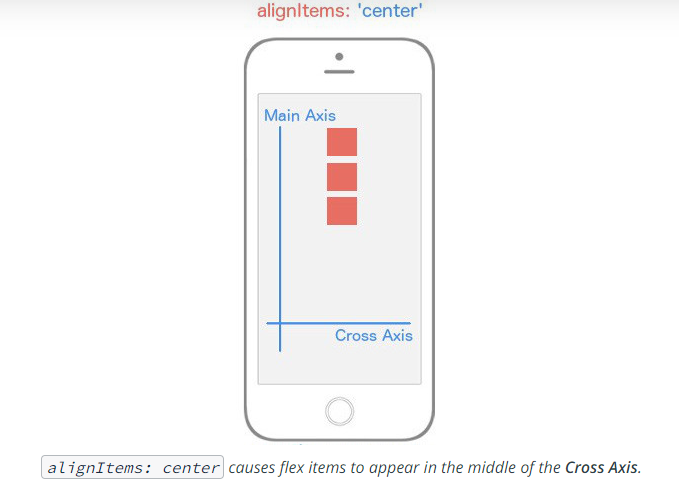 alignItems: 'center'
Main Axis
Cross Axis
alignItems: center causes flex items to appear in the middle of the Cross Axis.